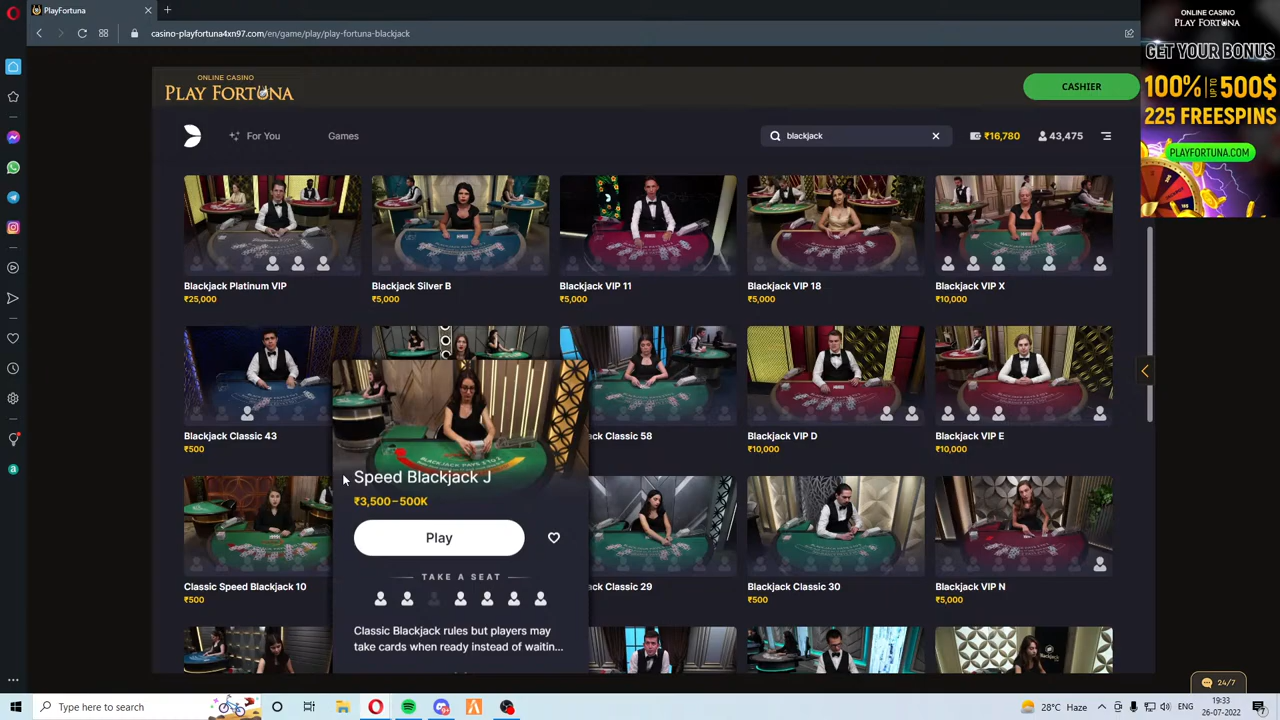 PlayFortuna
casino-playfortuna4xn97.com/en/game/play/play-fortuna-blackjack
ONLINE CASINO
PLAY FORTUNA
CASHIER
For You
Games
blackjack
₹16,780
43,475
Blackjack Platinum VIP
₹25,000
Blackjack Silver B
₹5,000
Blackjack VIP 11
₹5,000
Blackjack VIP 18
₹5,000
Blackjack VIP X
₹10,000
Blackjack Classic 43
₹500
ck Classic 58
Blackjack VIP D
₹10,000
Blackjack VIP E
₹10,000
BLACKJACK PAYS 3 TO 2
Speed Blackjack J
₹3,500–500K
Play
TAKE A SEAT
Classic Blackjack rules but players may
take cards when ready instead of waitin...
Classic Speed Blackjack 10
₹500
ck Classic 29
Blackjack Classic 30
₹500
Blackjack VIP N
₹5,000
ONLINE CASINO
PLAY FORTUNA
GET YOUR BONUS
100% UP TO 500$
225 FREESPINS
PLAYFORTUNA.COM
24/7
Type here to search
28°C Haze
ENG
19:33
26-07-2022